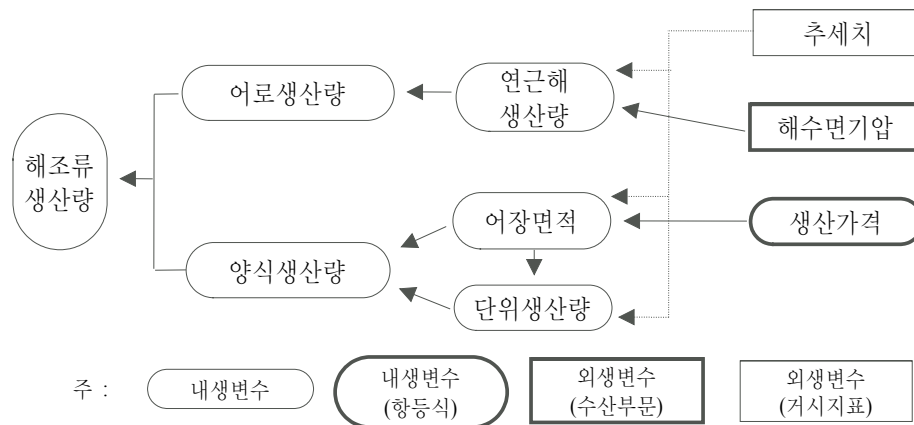 추세치
어로생산량
연근해
생산량
해수면기압
해조류
생산량
어장면적
생산가격
양식생산량
단위생산량
주 :
내생변수
내생변수
(항등식)
외생변수
(수산부문)
외생변수
(거시지표)